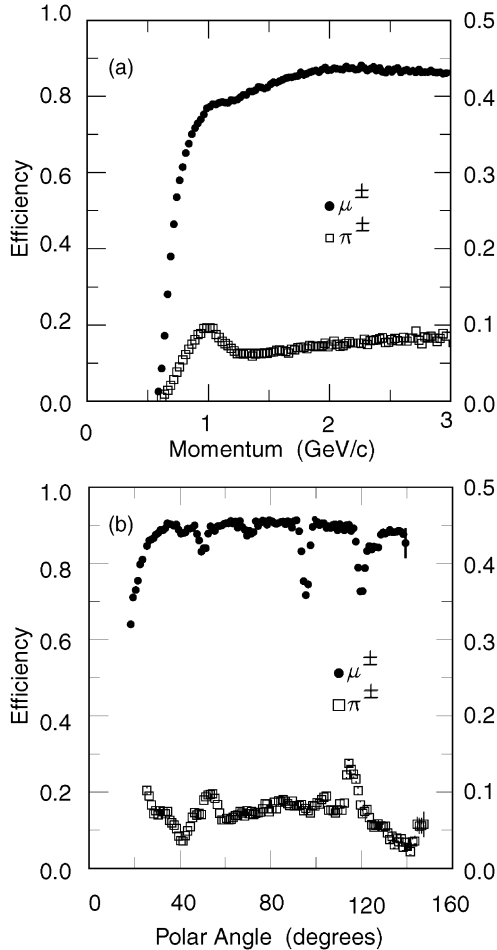 1.0 0.5
(a)
0.8 0.4
0.6 0.3
Efficiency
μ ±
0.4 π ± 0.2
0.2 0.1
0.0 0.0
0 1 2 3
Momentum (GeV/c)
1.0 0.5
(b)
0.8 0.4
0.6 0.3
Efficiency
μ ±
0.4 π ± 0.2
0.2 0.1
0.0 0.0
0 40 80 120 160
Polar Angle (degrees)